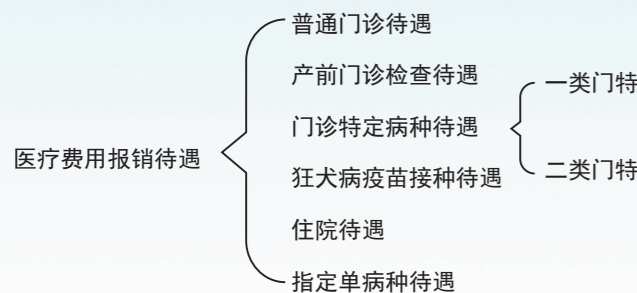 普通门诊待遇
产前门诊检查待遇
一类门特
门诊特定病种待遇
医疗费用报销待遇
二类门特
狂犬病疫苗接种待遇
住院待遇
指定单病种待遇